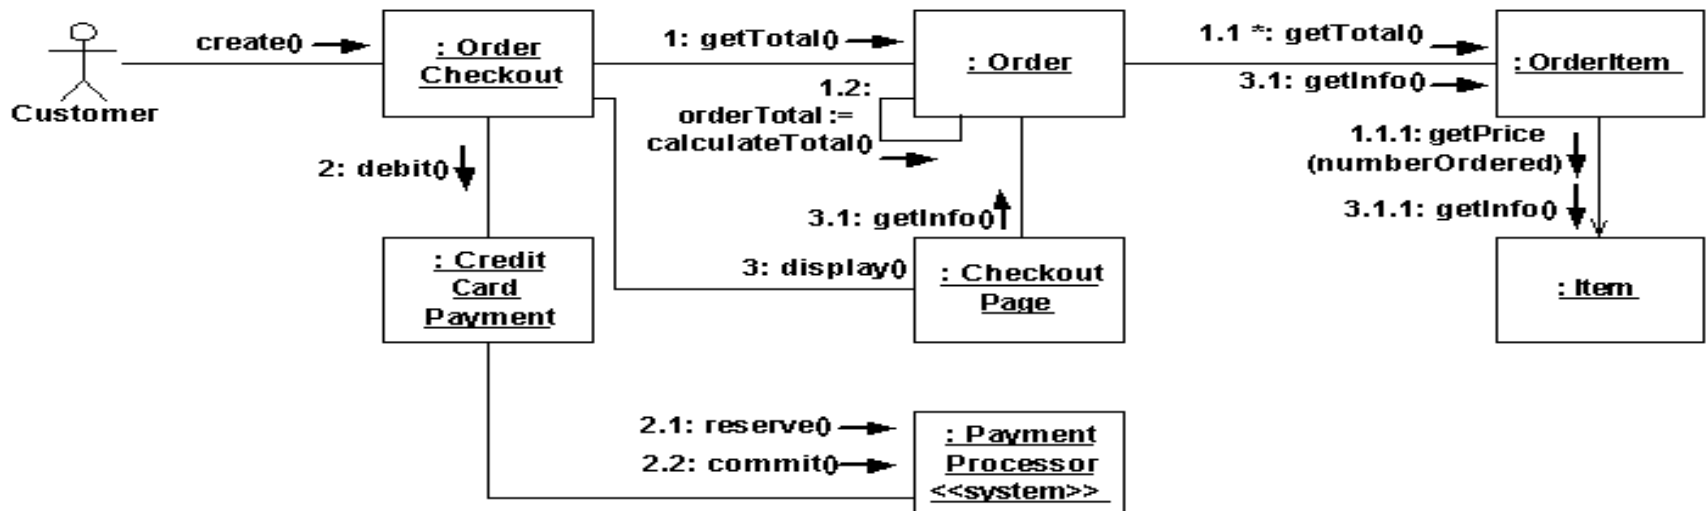 create()
Customer
: Order
Checkout
1: getTotal()
: Order
1.1 *: getTotal()
3.1: getInfo()
: OrderItem
1.2:
orderTotal :=
calculateTotal()
2: debit()
1.1.1: getPrice
(numberOrdered)
3.1.1: getInfo()
3.1: getInfo()
: Credit
Card
Payment
3: display()
: Checkout
Page
: Item
2.1: reserve()
2.2: commit()
: Payment
Processor
<<system>>